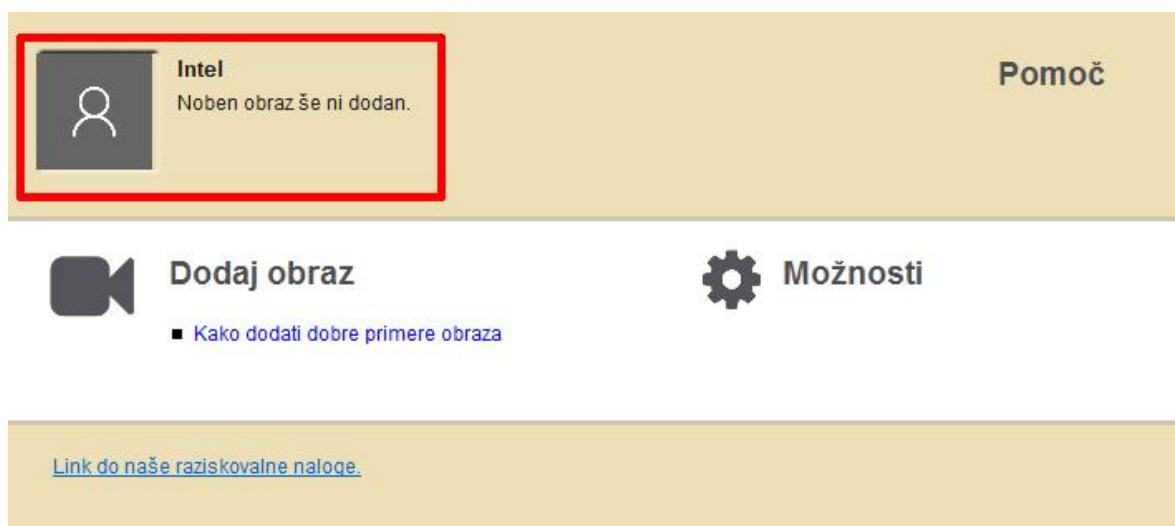 Intel
Noben obraz še ni dodan.
Pomoč
Dodaj obraz
Možnosti
Kako dodati dobre primere obraza
Link do naše raziskovalne naloge.